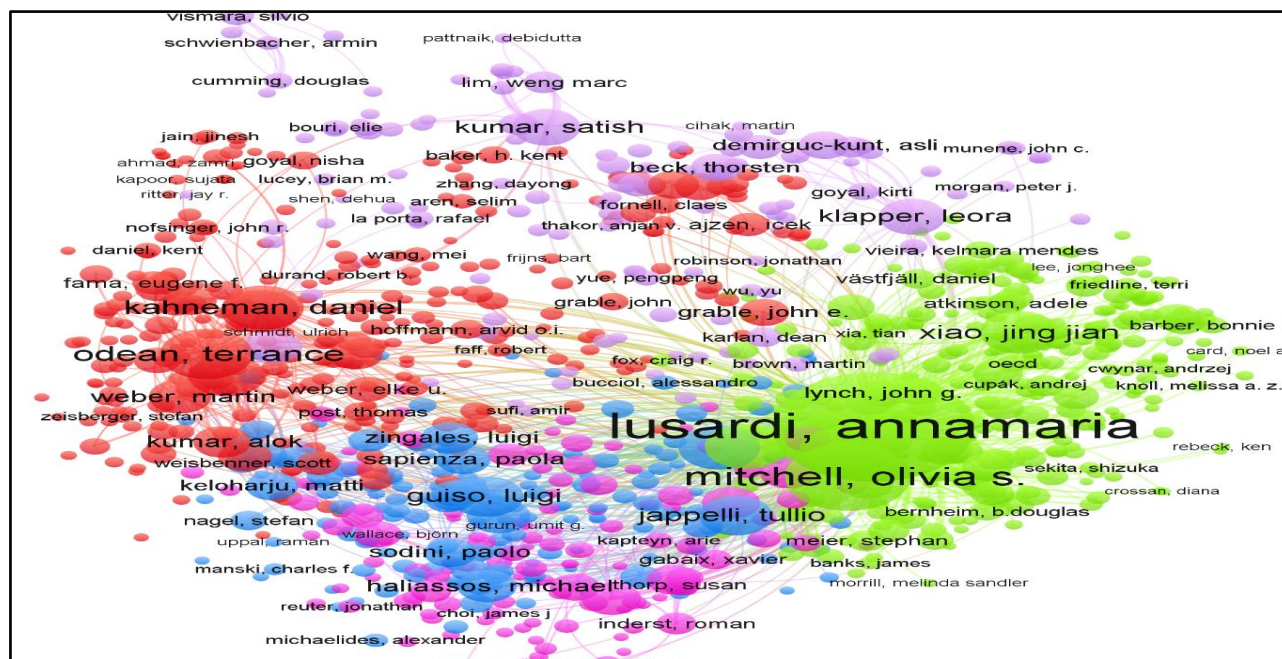 vismara, silvio
schwienbacher, armin
pattnaik, debidutta
cumming, douglas
lim, weng marc
jain, jinesh
bouri, elie
kumar, satish
cihak, martin
demirguc-kunt, asli
munene, john c.
ahmad, zamri
goyal, nisha
baker, h. kent
beck, thorsten
kapoor, sujata
lucey, brian m.
zhang, dayong
goyal, kirti
morgan, peter j.
ritter, jay r.
shen, dehua
aren, selim
fornell, claes
nofsinger, john r.
la porta, rafael
thakor, anjan v.
ajzen, icek
klapper, leora
daniel, kent
wang, mei
frijns, bart
robinson, jonathan
vieira, kelmara mendes
fama, eugene f.
durand, robert b.
yue, pengpeng
västfjäll, daniel
lee, jonghee
friedline, terri
kahneman, daniel
grable, john
wu, yu
grable, john e.
atkinson, adele
schmidt, ulrich
hoffmann, arvid o.i.
karlan, dean
xia, tian
xiao, jing jian
barber, bonnie
odean, terrance
faff, robert
fox, craig r.
brown, martin
oecd
card, noel a
weber, martin
weber, elke u.
bucciol, alessandro
lynch, john g.
cupák, andrej
cwynar, andrzej
knoll, melissa a. z.
zeisberger, stefan
post, thomas
sufi, amir
lusardi, annamaria
kumar, alok
zingales, luigi
rebeck, ken
weisbenner, scott
sapienza, paola
mitchell, olivia s.
sekita, shizuka
keloharju, matti
guiso, luigi
crossan, diana
nagel, stefan
gurun, umit g.
jappelli, tullio
bernheim, b.douglas
uppal, raman
wallace, björn
kapteyn, arie
meier, stephan
manski, charles f.
sodini, paolo
gabaix, xavier
banks, james
haliassos, michael
thorp, susan
morrill, melinda sandler
reuter, jonathan
choi, james j
inderst, roman
michaelides, alexander